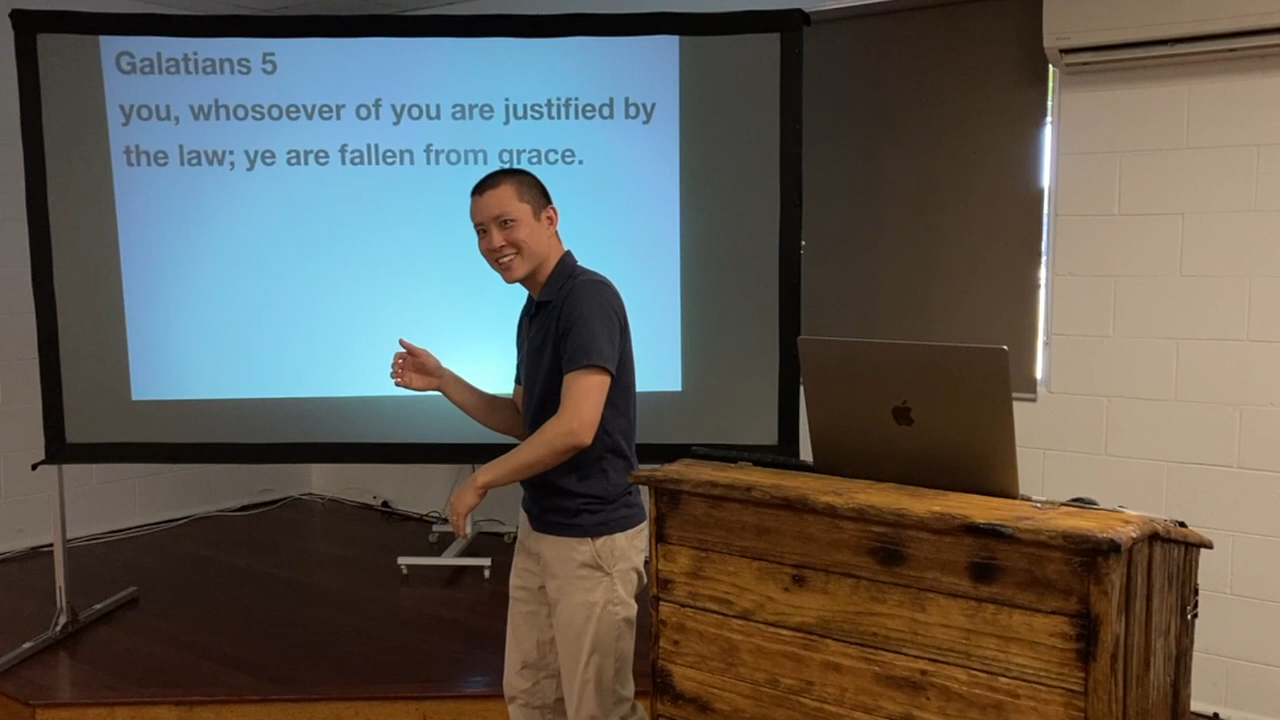 Galatians 5
you, whosoever of you are justified by
the law; ye are fallen from grace.